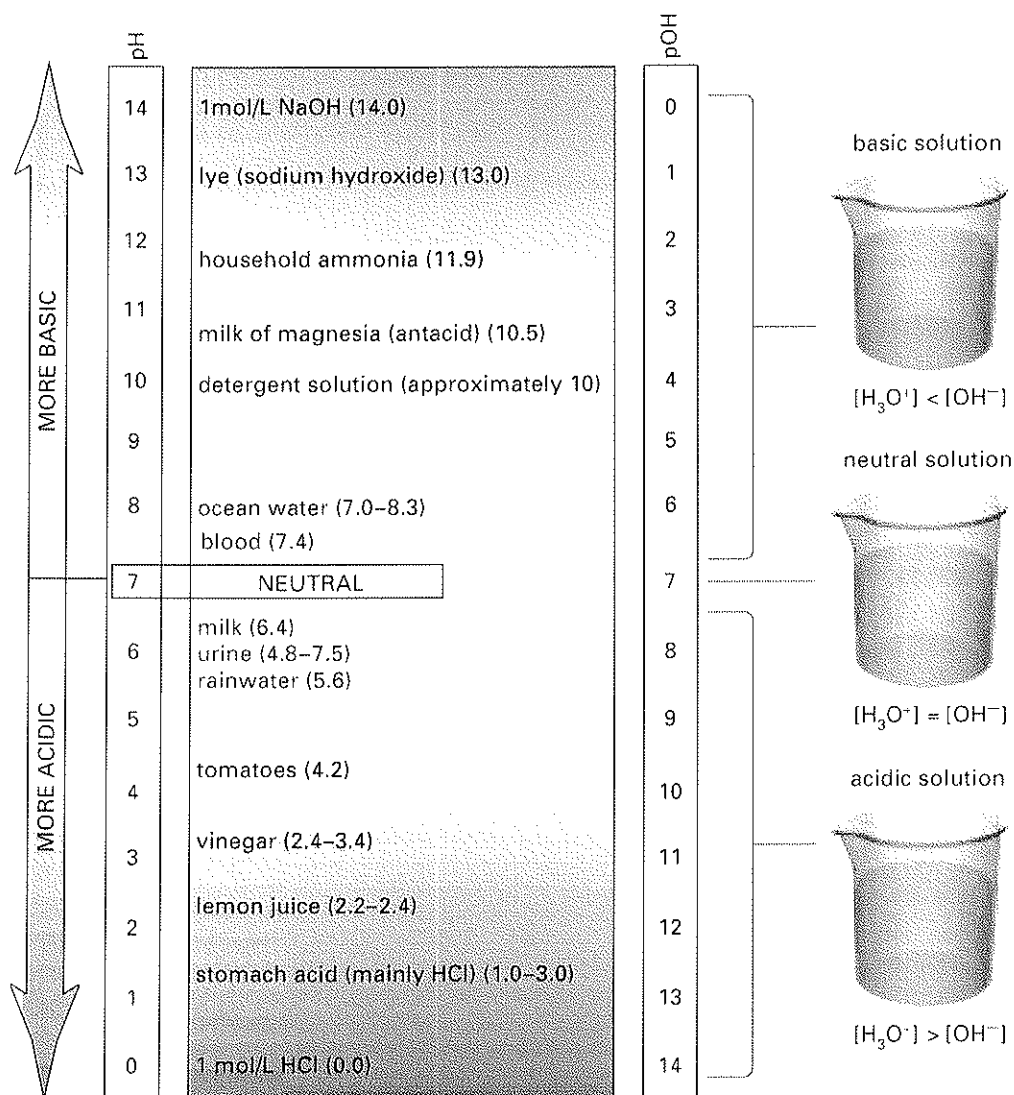 pH
pOH
MORE BASIC
MORE ACIDIC
14
1mol/L NaOH (14.0)
0
13
lye (sodium hydroxide) (13.0)
1
12
2
household ammonia (11.9)
11
3
milk of magnesia (antacid) (10.5)
10
detergent solution (approximately 10)
4
9
5
8
ocean water (7.0–8.3)
6
blood (7.4)
7
NEUTRAL
7
milk (6.4)
6
urine (4.8–7.5)
8
rainwater (5.6)
5
9
tomatoes (4.2)
4
10
vinegar (2.4–3.4)
3
11
lemon juice (2.2–2.4)
2
12
stomach acid (mainly HCl) (1.0–3.0)
1
13
0
1 mol/L HCl (0.0)
14
basic solution
[H₃O⁺] < [OH⁻]
neutral solution
[H₃O⁺] = [OH⁻]
acidic solution
[H₃O⁺] > [OH⁻]